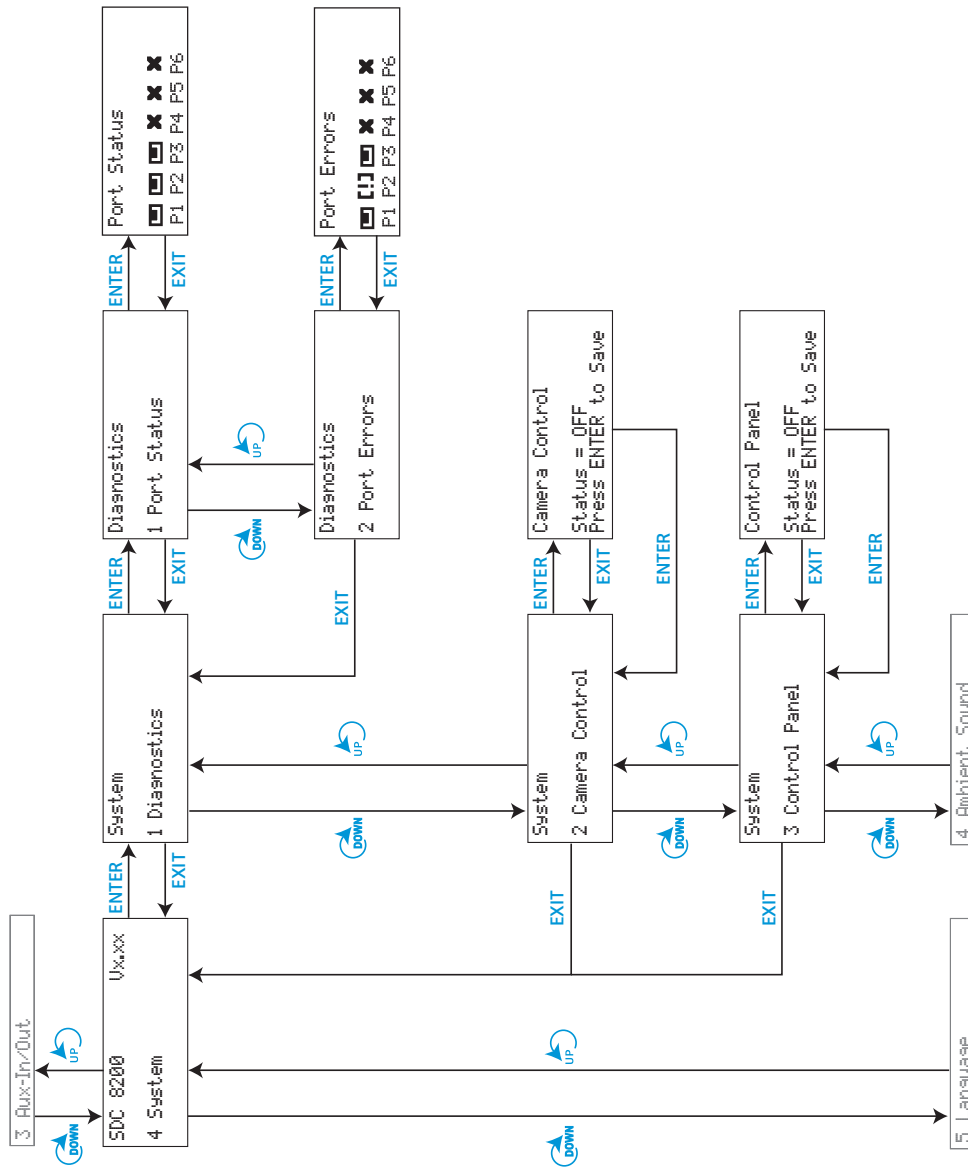 3 Aux-In/Out
DOWN
UP
SDC 8200 Vx.xx
4 System
ENTER
EXIT
System
1 Diagnostics
ENTER
EXIT
Diagnostics
1 Port Status
ENTER
EXIT
Port Status
P1 P2 P3 P4 P5 P6
DOWN
UP
Diagnostics
2 Port Errors
ENTER
EXIT
Port Errors
[!]
P1 P2 P3 P4 P5 P6
EXIT
DOWN
UP
DOWN
UP
EXIT
System
2 Camera Control
ENTER
EXIT
Camera Control
Status = OFF
Press ENTER to Save
ENTER
DOWN
UP
EXIT
System
3 Control Panel
ENTER
EXIT
Control Panel
Status = OFF
Press ENTER to Save
ENTER
DOWN
UP
5 Language
4 Ambient Sound